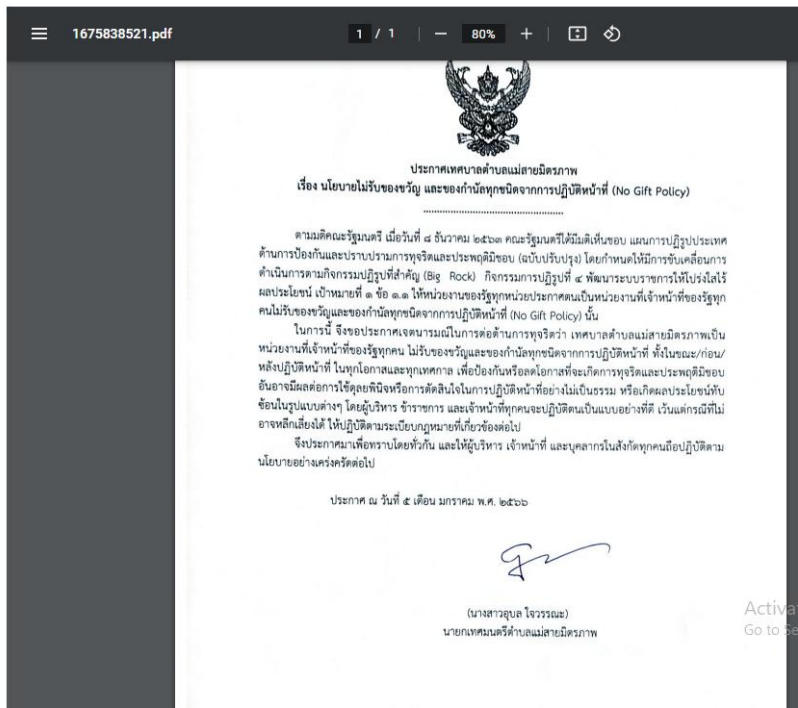 1675838521.pdf
1 / 1
80%
ประกาศเทศบาลตำบลแม่สายมิตรภาพ
เรื่อง นโยบายไม่รับของขวัญ และของกำนัลทุกชนิดจากการปฏิบัติหน้าที่ (No Gift Policy)
ตามมติคณะรัฐมนตรี เมื่อวันที่ ๘ ธันวาคม ๒๕๖๓ คณะรัฐมนตรีได้มีมติเห็นชอบ แผนการปฏิรูปประเทศ
ด้านการป้องกันและปราบปรามการทุจริตและประพฤติมิชอบ (ฉบับปรับปรุง) โดยกำหนดให้มีการขับเคลื่อนการ
ดำเนินการตามกิจกรรมปฏิรูปที่สำคัญ (Big Rock) กิจกรรมการปฏิรูปที่ ๔ พัฒนาระบบราชการให้โปร่งใสไร้
ผลประโยชน์ เป้าหมายที่ ๑ ข้อ ๑.๑ ให้หน่วยงานของรัฐทุกหน่วยประกาศตนเป็นหน่วยงานที่เจ้าหน้าที่ของรัฐทุก
คนไม่รับของขวัญและของกำนัลทุกชนิดจากการปฏิบัติหน้าที่ (No Gift Policy) นั้น
ในการนี้ จึงขอประกาศเจตนารมณ์ในการต่อต้านการทุจริตว่า เทศบาลตำบลแม่สายมิตรภาพเป็น
หน่วยงานที่เจ้าหน้าที่ของรัฐทุกคน ไม่รับของขวัญและของกำนัลทุกชนิดจากการปฏิบัติหน้าที่ ทั้งในขณะ/ก่อน/
หลังปฏิบัติหน้าที่ ในทุกโอกาสและทุกเทศกาล เพื่อป้องกันหรือลดโอกาสที่จะเกิดการทุจริตและประพฤติมิชอบ
อันอาจมีผลต่อการใช้ดุลยพินิจหรือการตัดสินใจในการปฏิบัติหน้าที่อย่างไม่เป็นธรรม หรือเกิดผลประโยชน์ทับ
ซ้อนในรูปแบบต่างๆ โดยผู้บริหาร ข้าราชการ และเจ้าหน้าที่ทุกคนจะปฏิบัติตนเป็นแบบอย่างที่ดี เว้นแต่กรณีที่ไม่
อาจหลีกเลี่ยงได้ ให้ปฏิบัติตามระเบียบกฎหมายที่เกี่ยวข้องต่อไป
จึงประกาศมาเพื่อทราบโดยทั่วกัน และให้ผู้บริหาร เจ้าหน้าที่ และบุคลากรในสังกัดทุกคนถือปฏิบัติตาม
นโยบายอย่างเคร่งครัดต่อไป
ประกาศ ณ วันที่ ๕ เดือน มกราคม พ.ศ. ๒๕๖๖
(นางสาวอุบล ใจวรรณะ)
นายกเทศมนตรีตำบลแม่สายมิตรภาพ
Activa
Go to Se